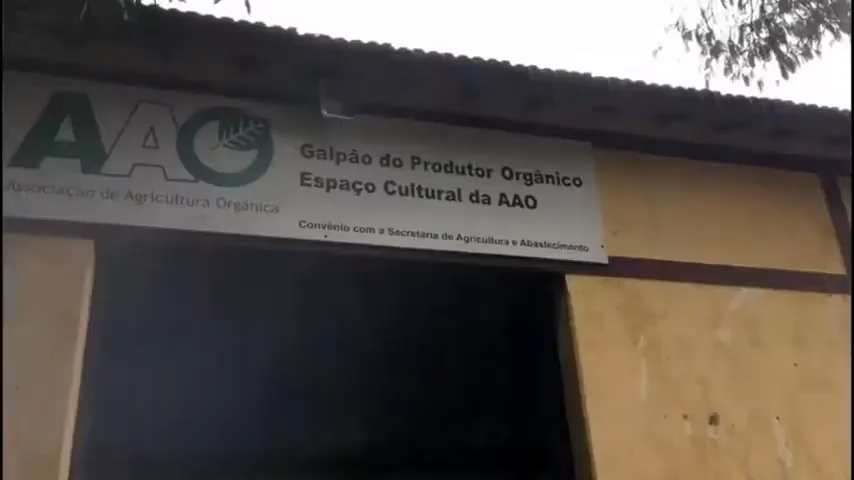 AAO
Associação de Agricultura Orgânica
Galpão do Produtor Orgânico
Espaço Cultural da AAO
Convênio com a Secretaria de Agricultura e Abastecimento